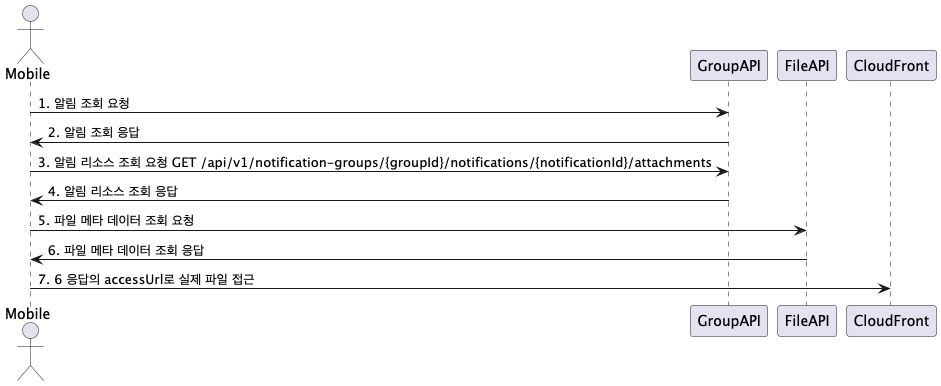 Mobile
GroupAPI
FileAPI
CloudFront
1. 알림 조회 요청
2. 알림 조회 응답
3. 알림 리소스 조회 요청 GET /api/v1/notification-groups/{groupId}/notifications/{notificationId}/attachments
4. 알림 리소스 조회 응답
5. 파일 메타 데이터 조회 요청
6. 파일 메타 데이터 조회 응답
7. 6 응답의 accessUrl로 실제 파일 접근
Mobile
GroupAPI
FileAPI
CloudFront